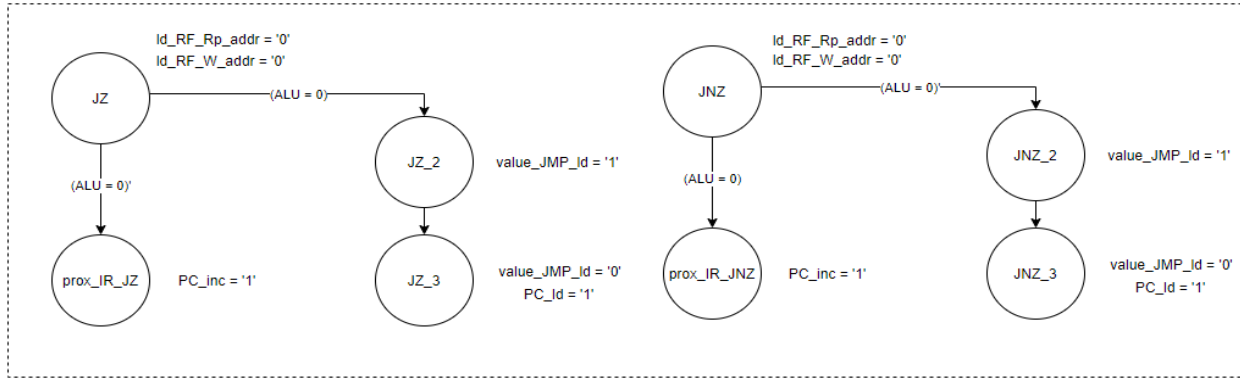 ld_RF_Rp_addr = '0'
ld_RF_W_addr = '0'
JZ
(ALU = 0)
JZ_2
value_JMP_ld = '1'
(ALU = 0)'
prox_IR_JZ
PC_inc = '1'
JZ_3
value_JMP_ld = '0'
PC_ld = '1'
ld_RF_Rp_addr = '0'
ld_RF_W_addr = '0'
JNZ
(ALU = 0)'
JNZ_2
value_JMP_ld = '1'
(ALU = 0)
prox_IR_JNZ
PC_inc = '1'
JNZ_3
value_JMP_ld = '0'
PC_ld = '1'